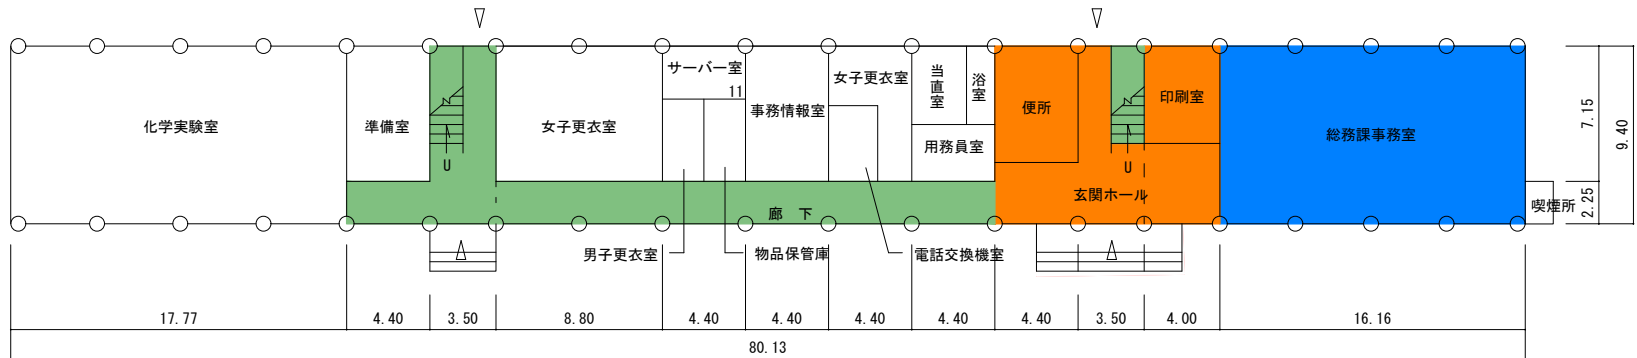 化学実験室
準備室
U
女子更衣室
サーバー室
11
事務情報室
女子更衣室
当直室
浴室
用務員室
便所
U
印刷室
玄関ホール
総務課事務室
喫煙所
廊 下
男子更衣室
物品保管庫
電話交換機室
7.15
2.25
9.40
17.77 4.40 3.50 8.80 4.40 4.40 4.40 4.40 4.40 3.50 4.00 16.16
80.13